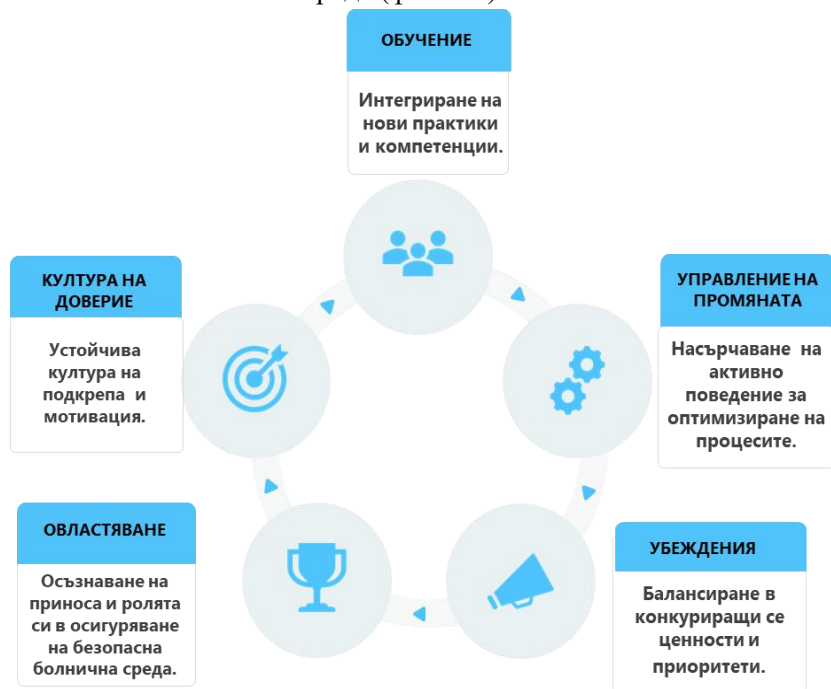 ОБУЧЕНИЕ
Интегриране на
нови практики
и компетенции.
УПРАВЛЕНИЕ НА
ПРОМЯНАТА
Насърчаване на
активно
поведение за
оптимизиране на
процесите.
УБЕЖДЕНИЯ
Балансиране в
конкуриращи се
ценности и
приоритети.
ОВЛАСТЯВАНЕ
Осъзнаване на
приноса и ролята
си в осигуряване
на безопасна
болнична среда.
КУЛТУРА НА
ДОВЕРИЕ
Устойчива
култура на
подкрепа и
мотивация.